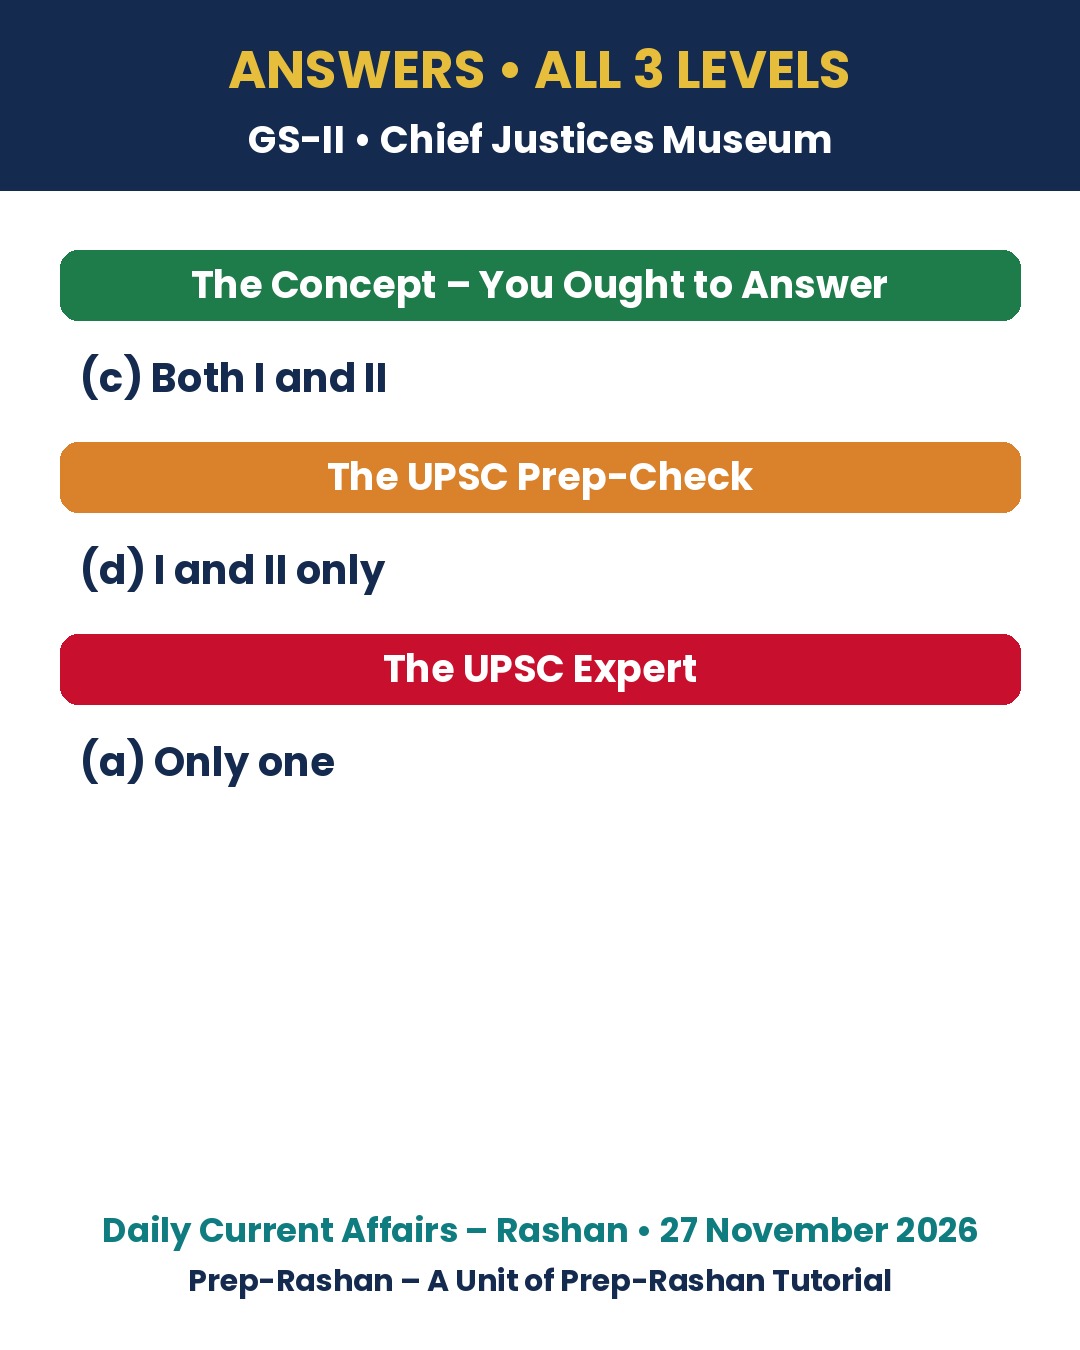 ANSWERS • ALL 3 LEVELS
GS-II • Chief Justices Museum
The Concept – You Ought to Answer
(c) Both I and II
The UPSC Prep-Check
(d) I and II only
The UPSC Expert
(a) Only one
Daily Current Affairs – Rashan • 27 November 2026
Prep-Rashan – A Unit of Prep-Rashan Tutorial